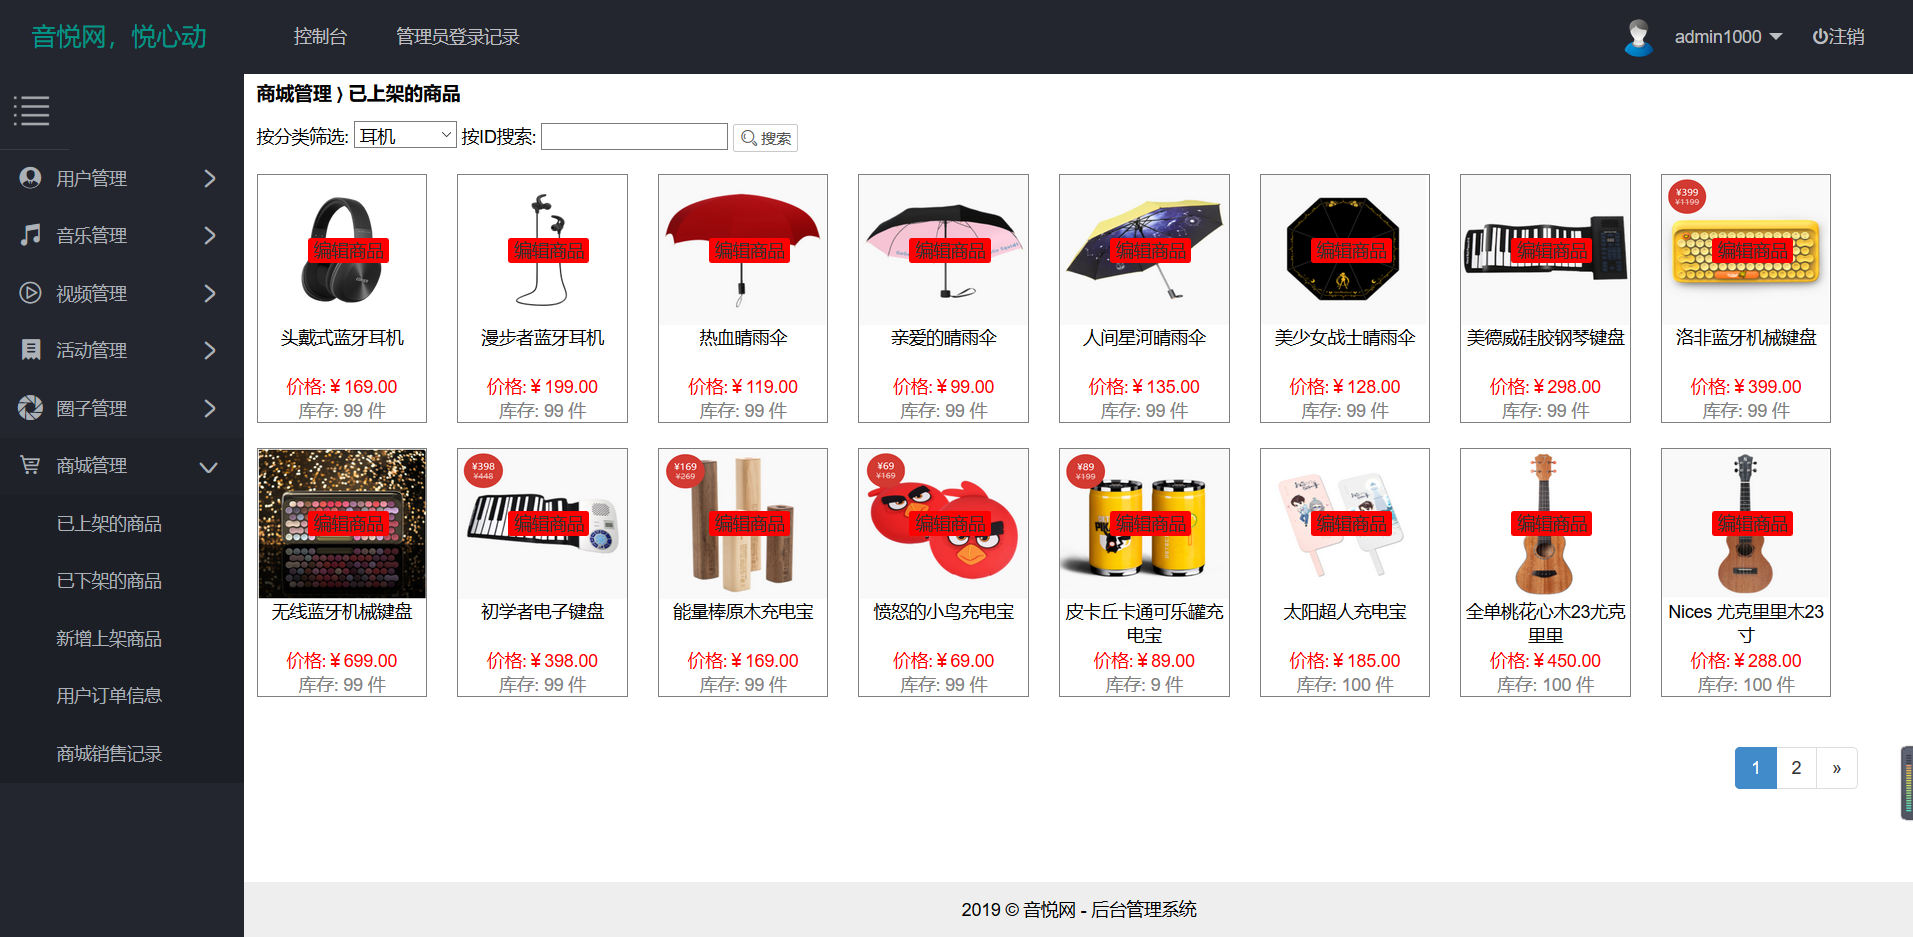 音悦网，悦心动
控制台
管理员登录记录
admin1000
注销
用户管理
音乐管理
视频管理
活动管理
圈子管理
商城管理
已上架的商品
已下架的商品
新增上架商品
用户订单信息
商城销售记录
商城管理 ⟩ 已上架的商品
按分类筛选: 耳机 按ID搜索: 搜索
编辑商品
头戴式蓝牙耳机
价格:¥169.00
库存: 99 件
编辑商品
漫步者蓝牙耳机
价格:¥199.00
库存: 99 件
编辑商品
热血晴雨伞
价格:¥119.00
库存: 99 件
编辑商品
亲爱的晴雨伞
价格:¥99.00
库存: 99 件
编辑商品
人间星河晴雨伞
价格:¥135.00
库存: 99 件
编辑商品
美少女战士晴雨伞
价格:¥128.00
库存: 99 件
编辑商品
美德威硅胶钢琴键盘
价格:¥298.00
库存: 99 件
¥399
¥1199
编辑商品
洛非蓝牙机械键盘
价格:¥399.00
库存: 99 件
编辑商品
无线蓝牙机械键盘
价格:¥699.00
库存: 99 件
¥398
¥448
编辑商品
初学者电子键盘
价格:¥398.00
库存: 99 件
¥169
¥269
编辑商品
能量棒原木充电宝
价格:¥169.00
库存: 99 件
¥69
¥169
编辑商品
愤怒的小鸟充电宝
价格:¥69.00
库存: 99 件
¥89
¥199
编辑商品
皮卡丘卡通可乐罐充
电宝
价格:¥89.00
库存: 9 件
编辑商品
太阳超人充电宝
价格:¥185.00
库存: 100 件
编辑商品
全单桃花心木23尤克
里里
价格:¥450.00
库存: 100 件
编辑商品
Nices 尤克里里木23
寸
价格:¥288.00
库存: 100 件
1 2 »
2019 © 音悦网 - 后台管理系统